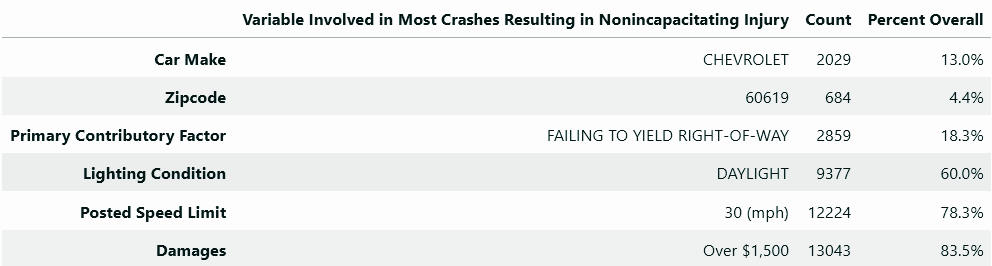 Variable Involved in Most Crashes Resulting in Nonincapacitating Injury Count Percent Overall
Car Make CHEVROLET 2029 13.0%
Zipcode 60619 684 4.4%
Primary Contributory Factor FAILING TO YIELD RIGHT-OF-WAY 2859 18.3%
Lighting Condition DAYLIGHT 9377 60.0%
Posted Speed Limit 30 (mph) 12224 78.3%
Damages Over $1,500 13043 83.5%